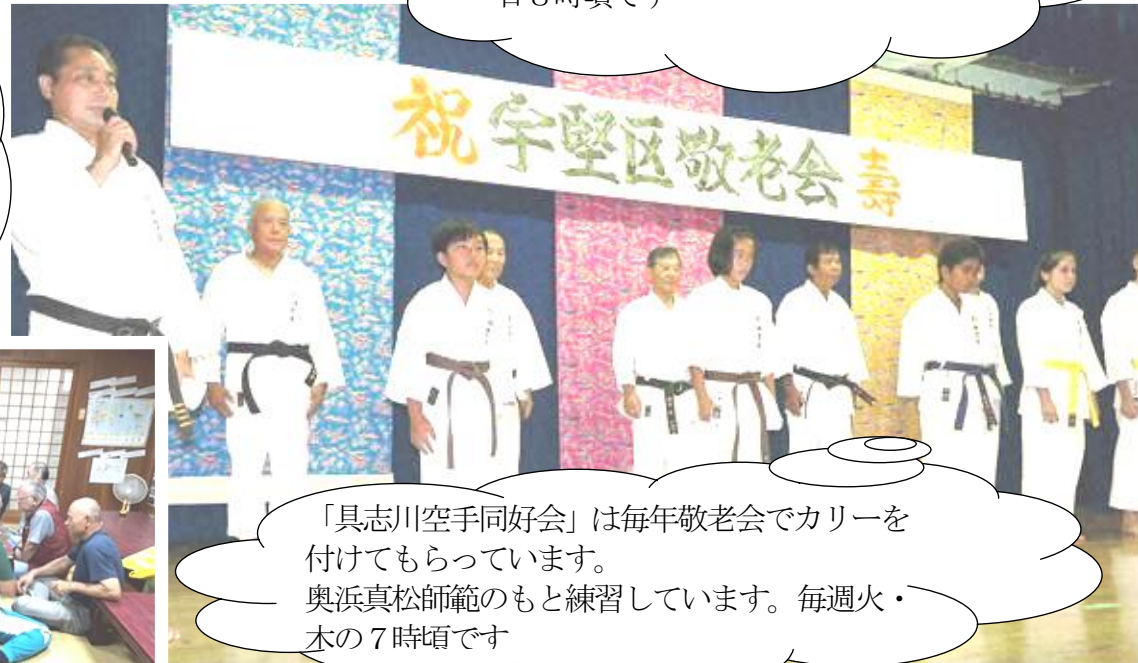 時頃です
祝 宇堅区敬老会 壽
「具志川空手同好会」は毎年敬老会でカリーを
付けてもらっています。
奥浜真松師範のもと練習しています。毎週火・
木の７時頃です